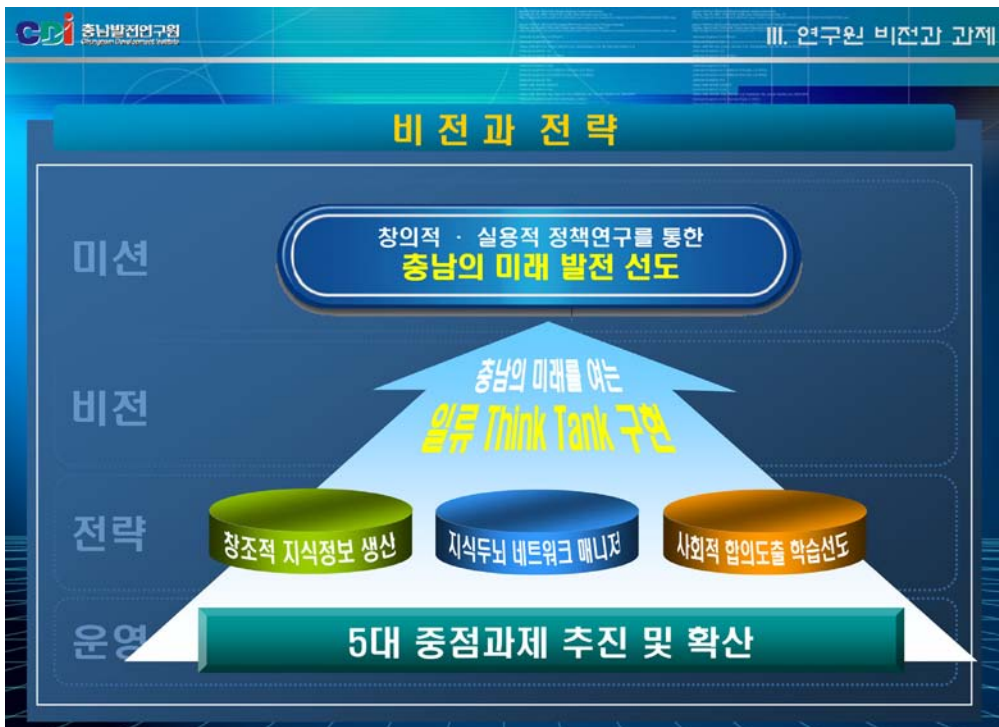 CDi 충남발전연구원
Chungnam Development Institute
III. 연구원 비전과 과제
비 전 과 전 략
미션
창의적 · 실용적 정책연구를 통한
충남의 미래 발전 선도
비전
충남의 미래를 여는
일류 Think Tank 구현
전략
창조적 지식정보 생산
지식두뇌 네트워크 매니저
사회적 합의도출 학습선도
운영
5대 중점과제 추진 및 확산